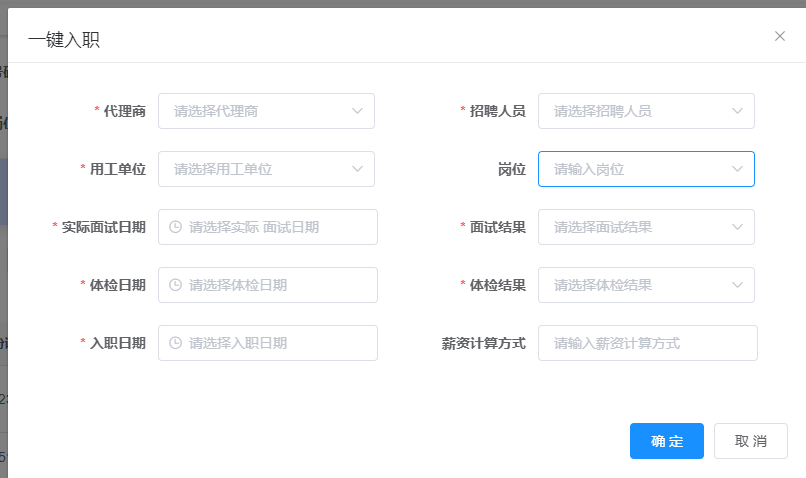 一键入职
* 代理商 请选择代理商 * 招聘人员 请选择招聘人员
* 用工单位 请选择用工单位 岗位 请输入岗位
* 实际面试日期 请选择实际 面试日期 * 面试结果 请选择面试结果
* 体检日期 请选择体检日期 * 体检结果 请选择体检结果
* 入职日期 请选择入职日期 薪资计算方式 请输入薪资计算方式
确 定 取 消